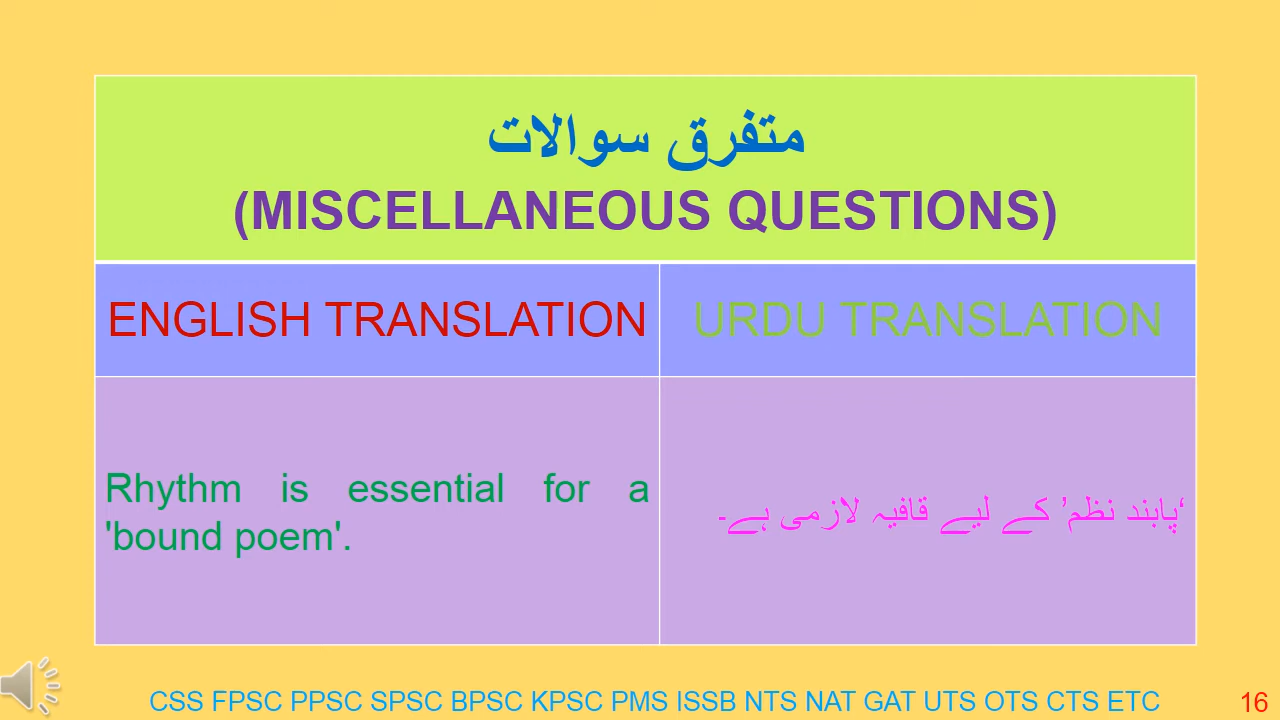 متفرق سوالات
(MISCELLANEOUS QUESTIONS)
ENGLISH TRANSLATION
URDU TRANSLATION
Rhythm is essential for a
'bound poem'.
‘پابند نظم’ کے لیے قافیہ لازمی ہے۔
CSS FPSC PPSC SPSC BPSC KPSC PMS ISSB NTS NAT GAT UTS OTS CTS ETC
16